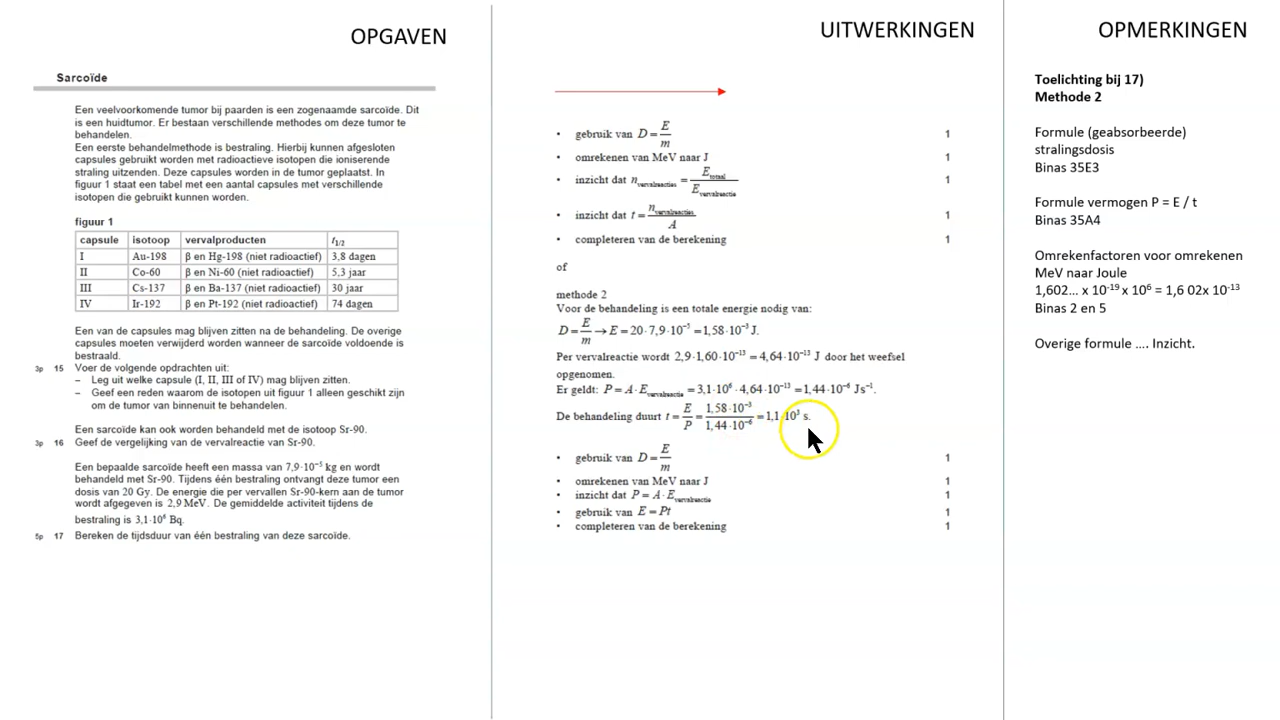 OPGAVEN
Sarcoïde
Een veelvoorkomende tumor bij paarden is een zogenaamde sarcoïde. Dit
is een huidtumor. Er bestaan verschillende methodes om deze tumor te
behandelen.
Een eerste behandelmethode is bestraling. Hierbij kunnen afgesloten
capsules gebruikt worden met radioactieve isotopen die ioniserende
straling uitzenden. Deze capsules worden in de tumor geplaatst. In
figuur 1 staat een tabel met een aantal capsules met verschillende
isotopen die gebruikt kunnen worden.
figuur 1
capsule isotoop vervalproducten t1/2
I Au-198 β en Hg-198 (niet radioactief) 3,8 dagen
II Co-60 β en Ni-60 (niet radioactief) 5,3 jaar
III Cs-137 β en Ba-137 (niet radioactief) 30 jaar
IV Ir-192 β en Pt-192 (niet radioactief) 74 dagen
Een van de capsules mag blijven zitten na de behandeling. De overige
capsules moeten verwijderd worden wanneer de sarcoïde voldoende is
bestraald.
3p 15 Voer de volgende opdrachten uit:
− Leg uit welke capsule (I, II, III of IV) mag blijven zitten.
− Geef een reden waarom de isotopen uit figuur 1 alleen geschikt zijn
om de tumor van binnenuit te behandelen.
Een sarcoïde kan ook worden behandeld met de isotoop Sr-90.
3p 16 Geef de vergelijking van de vervalreactie van Sr-90.
Een bepaalde sarcoïde heeft een massa van 7,9·10⁻⁵ kg en wordt
behandeld met Sr-90. Tijdens één bestraling ontvangt deze tumor een
dosis van 20 Gy. De energie die per vervallen Sr-90-kern aan de tumor
wordt afgegeven is 2,9 MeV. De gemiddelde activiteit tijdens de
bestraling is 3,1·10⁶ Bq.
5p 17 Bereken de tijdsduur van één bestraling van deze sarcoïde.
UITWERKINGEN
• gebruik van D = E/m 1
• omrekenen van MeV naar J 1
• inzicht dat n vervalreacties = E totaal / E vervalreactie 1
• inzicht dat t = n vervalreacties / A 1
• completeren van de berekening 1
of
methode 2
Voor de behandeling is een totale energie nodig van:
D = E/m → E = 20·7,9·10⁻⁵ = 1,58·10⁻³ J.
Per vervalreactie wordt 2,9·1,60·10⁻¹³ = 4,64·10⁻¹³ J door het weefsel
opgenomen.
Er geldt: P = A·E vervalreactie = 3,1·10⁶·4,64·10⁻¹³ = 1,44·10⁻⁶ Js⁻¹.
De behandeling duurt t = E/P = 1,58·10⁻³ / 1,44·10⁻⁶ = 1,1·10³ s.
• gebruik van D = E/m 1
• omrekenen van MeV naar J 1
• inzicht dat P = A·E vervalreactie 1
• gebruik van E = Pt 1
• completeren van de berekening 1
OPMERKINGEN
Toelichting bij 17)
Methode 2
Formule (geabsorbeerde)
stralingsdosis
Binas 35E3
Formule vermogen P = E / t
Binas 35A4
Omrekenfactoren voor omrekenen
MeV naar Joule
1,602... x 10⁻¹⁹ x 10⁶ = 1,6 02x 10⁻¹³
Binas 2 en 5
Overige formule .... Inzicht.